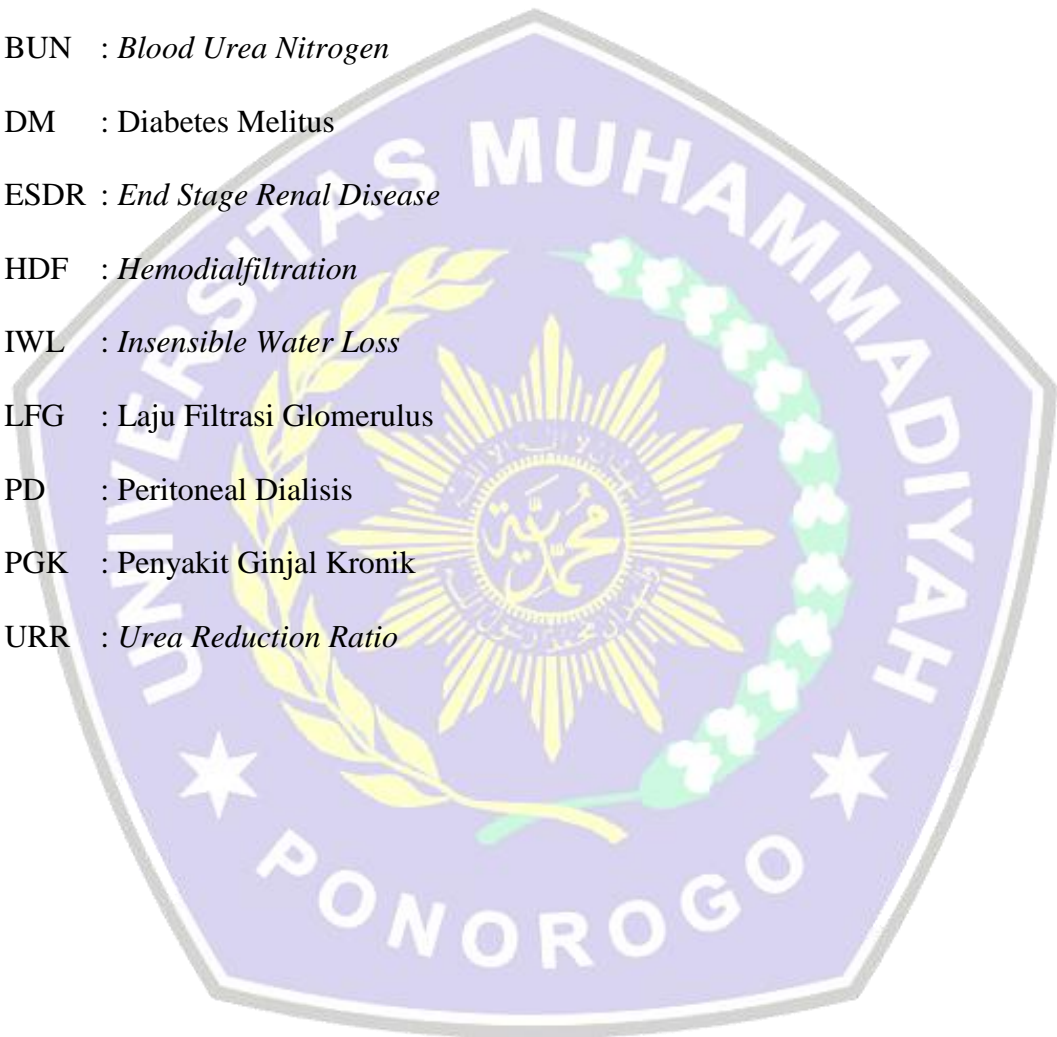 BUN : Blood Urea Nitrogen
DM : Diabetes Melitus
ESDR : End Stage Renal Disease
HDF : Hemodialfiltration
IWL : Insensible Water Loss
LFG : Laju Filtrasi Glomerulus
PD : Peritoneal Dialisis
PGK : Penyakit Ginjal Kronik
URR : Urea Reduction Ratio
UNIVERSITAS MUHAMMADIYAH
PONOROGO